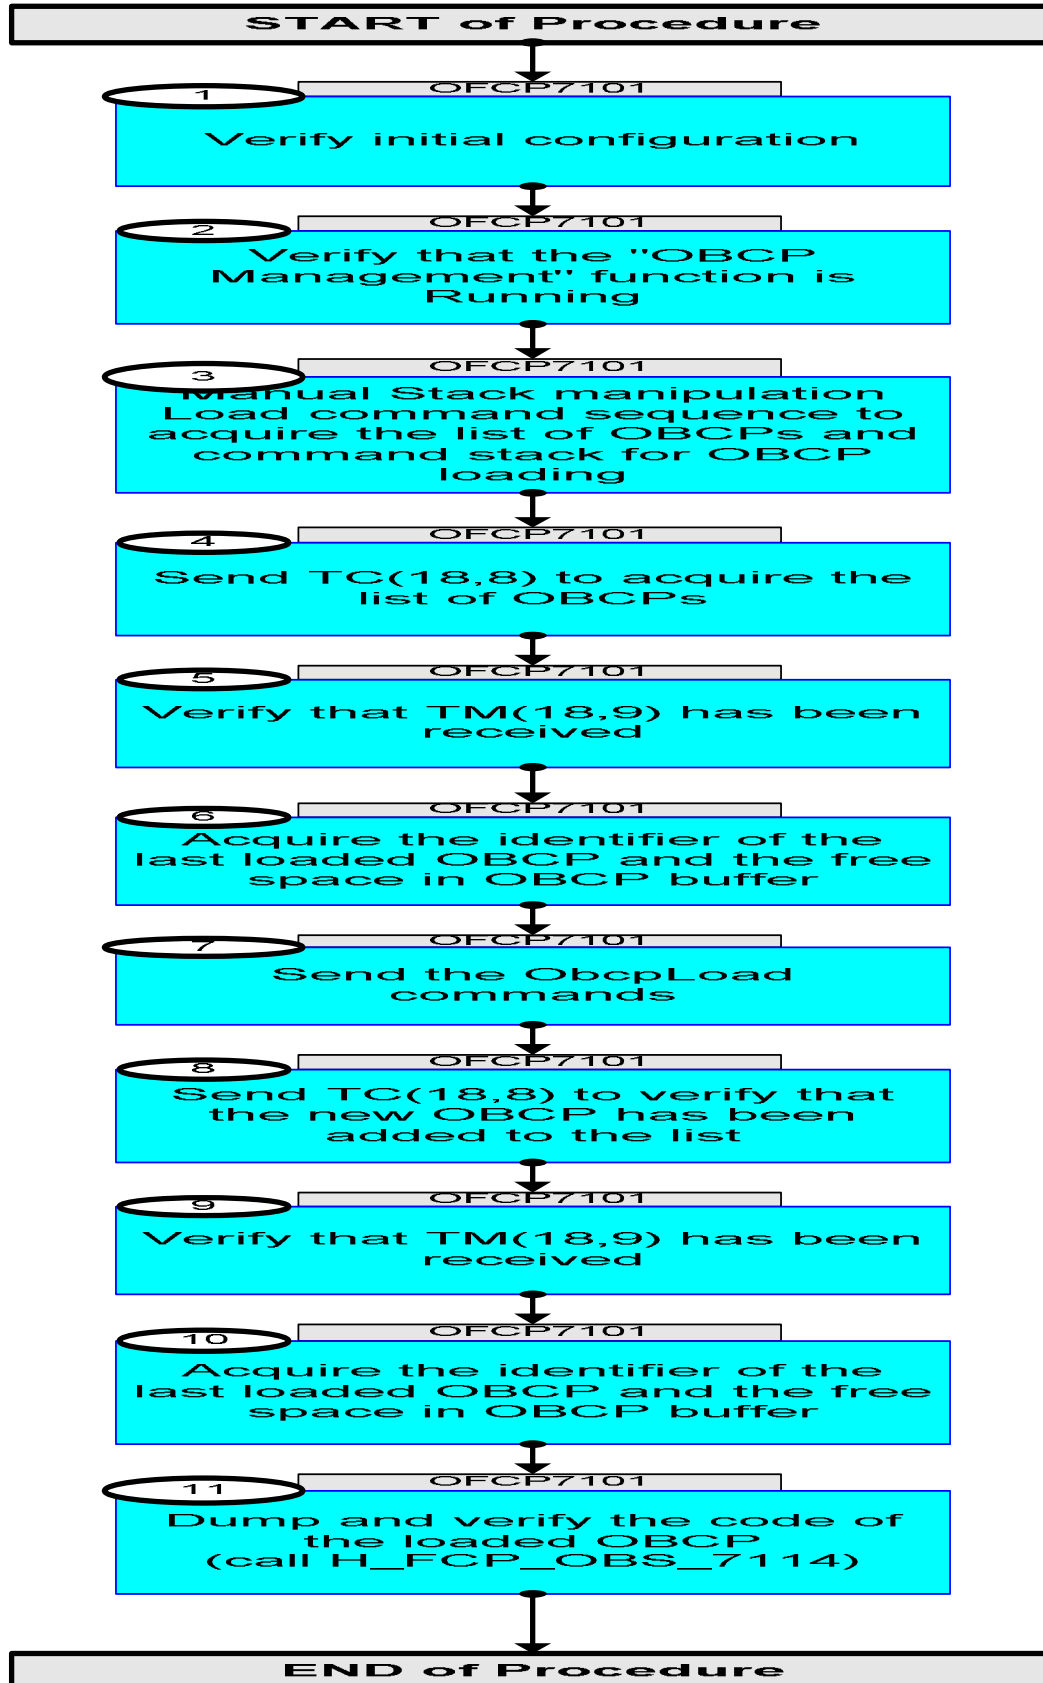 START of Procedure
OFCP7101
1
Verify initial configuration
OFCP7101
2
Verify that the "OBCP
Management" function is
Running
OFCP7101
3
Manual Stack manipulation
Load command sequence to
acquire the list of OBCPs and
command stack for OBCP
loading
OFCP7101
4
Send TC(18,8) to acquire the
list of OBCPs
OFCP7101
5
Verify that TM(18,9) has been
received
OFCP7101
6
Acquire the identifier of the
last loaded OBCP and the free
space in OBCP buffer
OFCP7101
7
Send the ObcpLoad
commands
OFCP7101
8
Send TC(18,8) to verify that
the new OBCP has been
added to the list
OFCP7101
9
Verify that TM(18,9) has been
received
OFCP7101
10
Acquire the identifier of the
last loaded OBCP and the free
space in OBCP buffer
OFCP7101
11
Dump and verify the code of
the loaded OBCP
(call H_FCP_OBS_7114)
END of Procedure